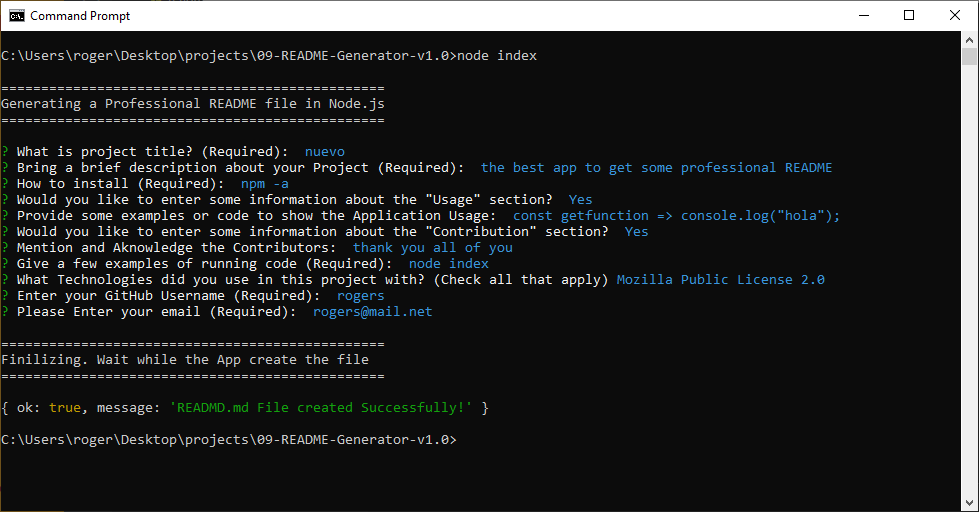 Command Prompt
C:\Users\roger\Desktop\projects\09-README-Generator-v1.0>node index
================================================
Generating a Professional README file in Node.js
================================================
? What is project title? (Required):  nuevo
? Bring a brief description about your Project (Required):  the best app to get some professional README
? How to install (Required):  npm -a
? Would you like to enter some information about the "Usage" section?  Yes
? Provide some examples or code to show the Application Usage:  const getfunction => console.log("hola");
? Would you like to enter some information about the "Contribution" section?  Yes
? Mention and Aknowledge the Contributors:  thank you all of you
? Give a few examples of running code (Required):  node index
? What Technologies did you use in this project with? (Check all that apply) Mozilla Public License 2.0
? Enter your GitHub Username (Required):  rogers
? Please Enter your email (Required):  rogers@mail.net
================================================
Finilizing. Wait while the App create the file
================================================
{ ok: true, message: 'READMD.md File created Successfully!' }
C:\Users\roger\Desktop\projects\09-README-Generator-v1.0>